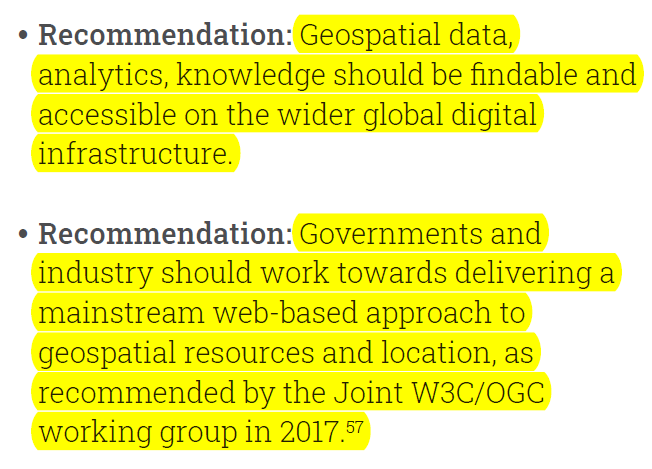 • Recommendation: Geospatial data,
analytics, knowledge should be findable and
accessible on the wider global digital
infrastructure.
• Recommendation: Governments and
industry should work towards delivering a
mainstream web-based approach to
geospatial resources and location, as
recommended by the Joint W3C/OGC
working group in 2017.57